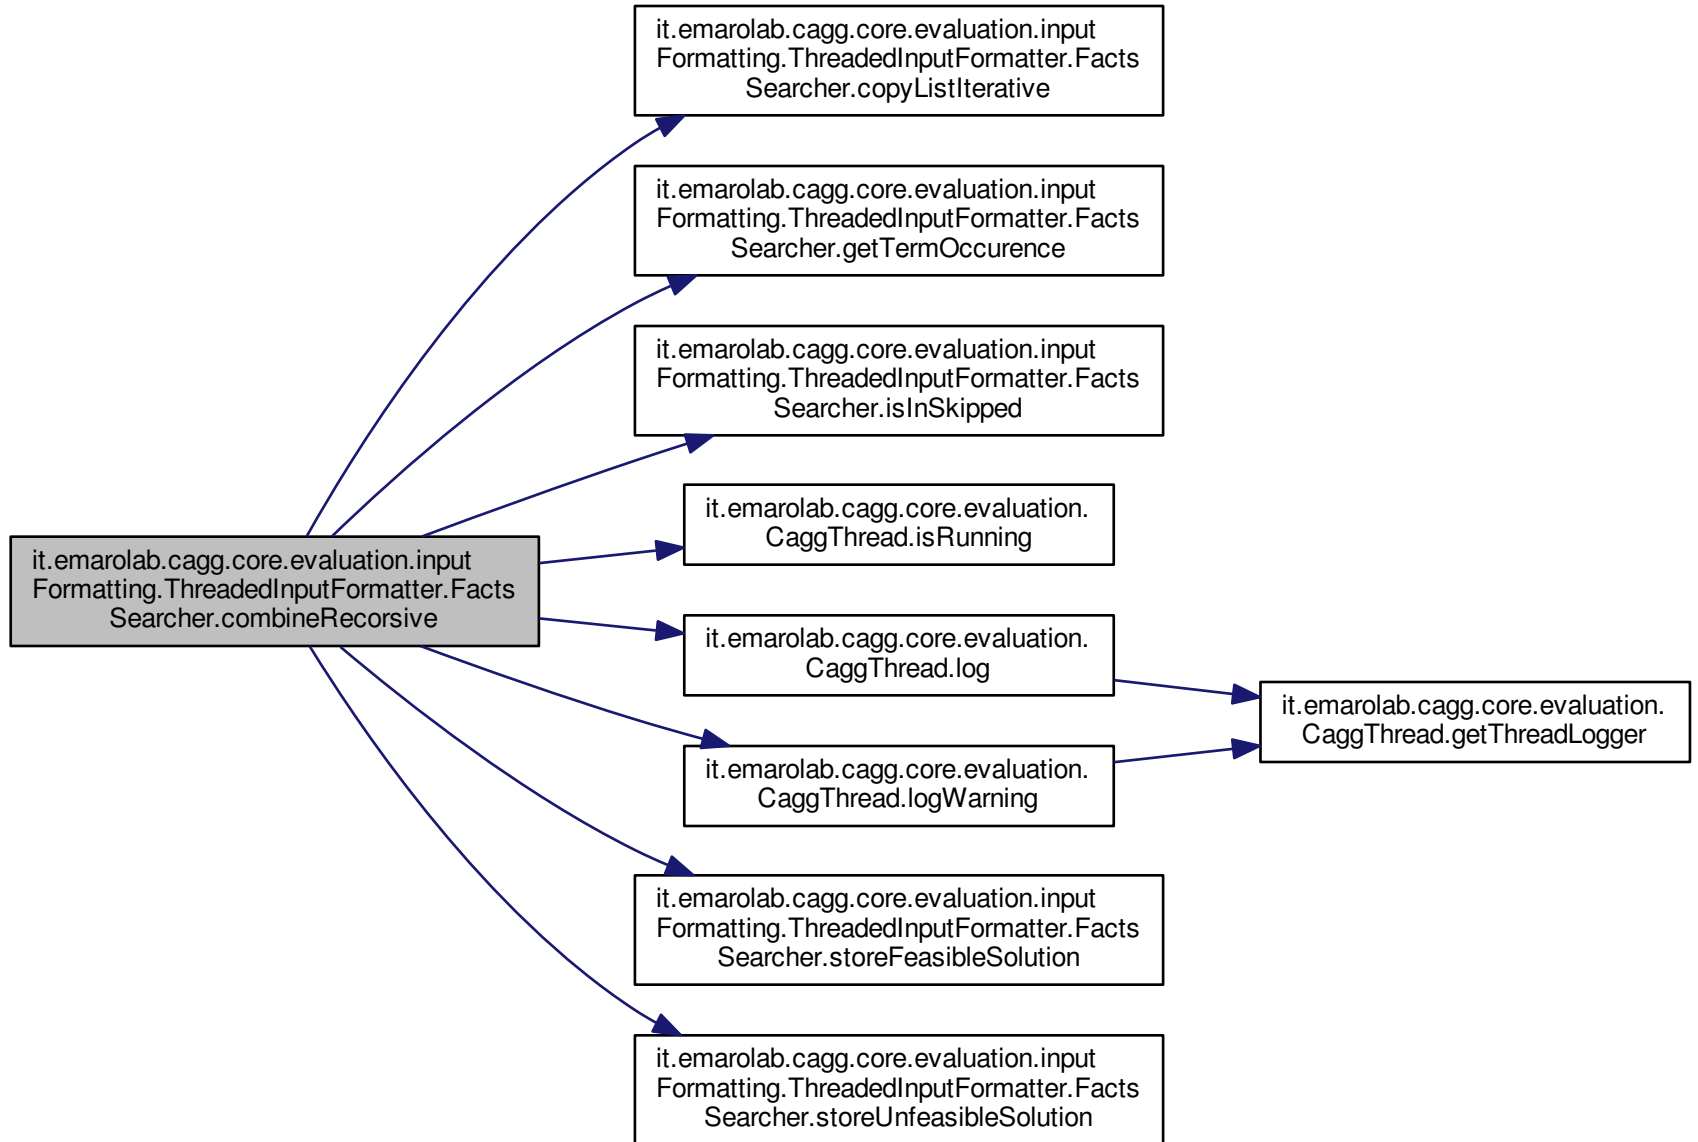 it.emarolab.cagg.core.evaluation.input
Formatting.ThreadedInputFormatter.Facts
Searcher.combineRecorsive
it.emarolab.cagg.core.evaluation.input
Formatting.ThreadedInputFormatter.Facts
Searcher.copyListIterative
it.emarolab.cagg.core.evaluation.input
Formatting.ThreadedInputFormatter.Facts
Searcher.getTermOccurence
it.emarolab.cagg.core.evaluation.input
Formatting.ThreadedInputFormatter.Facts
Searcher.isInSkipped
it.emarolab.cagg.core.evaluation.
CaggThread.isRunning
it.emarolab.cagg.core.evaluation.
CaggThread.log
it.emarolab.cagg.core.evaluation.
CaggThread.logWarning
it.emarolab.cagg.core.evaluation.input
Formatting.ThreadedInputFormatter.Facts
Searcher.storeFeasibleSolution
it.emarolab.cagg.core.evaluation.input
Formatting.ThreadedInputFormatter.Facts
Searcher.storeUnfeasibleSolution
it.emarolab.cagg.core.evaluation.
CaggThread.getThreadLogger